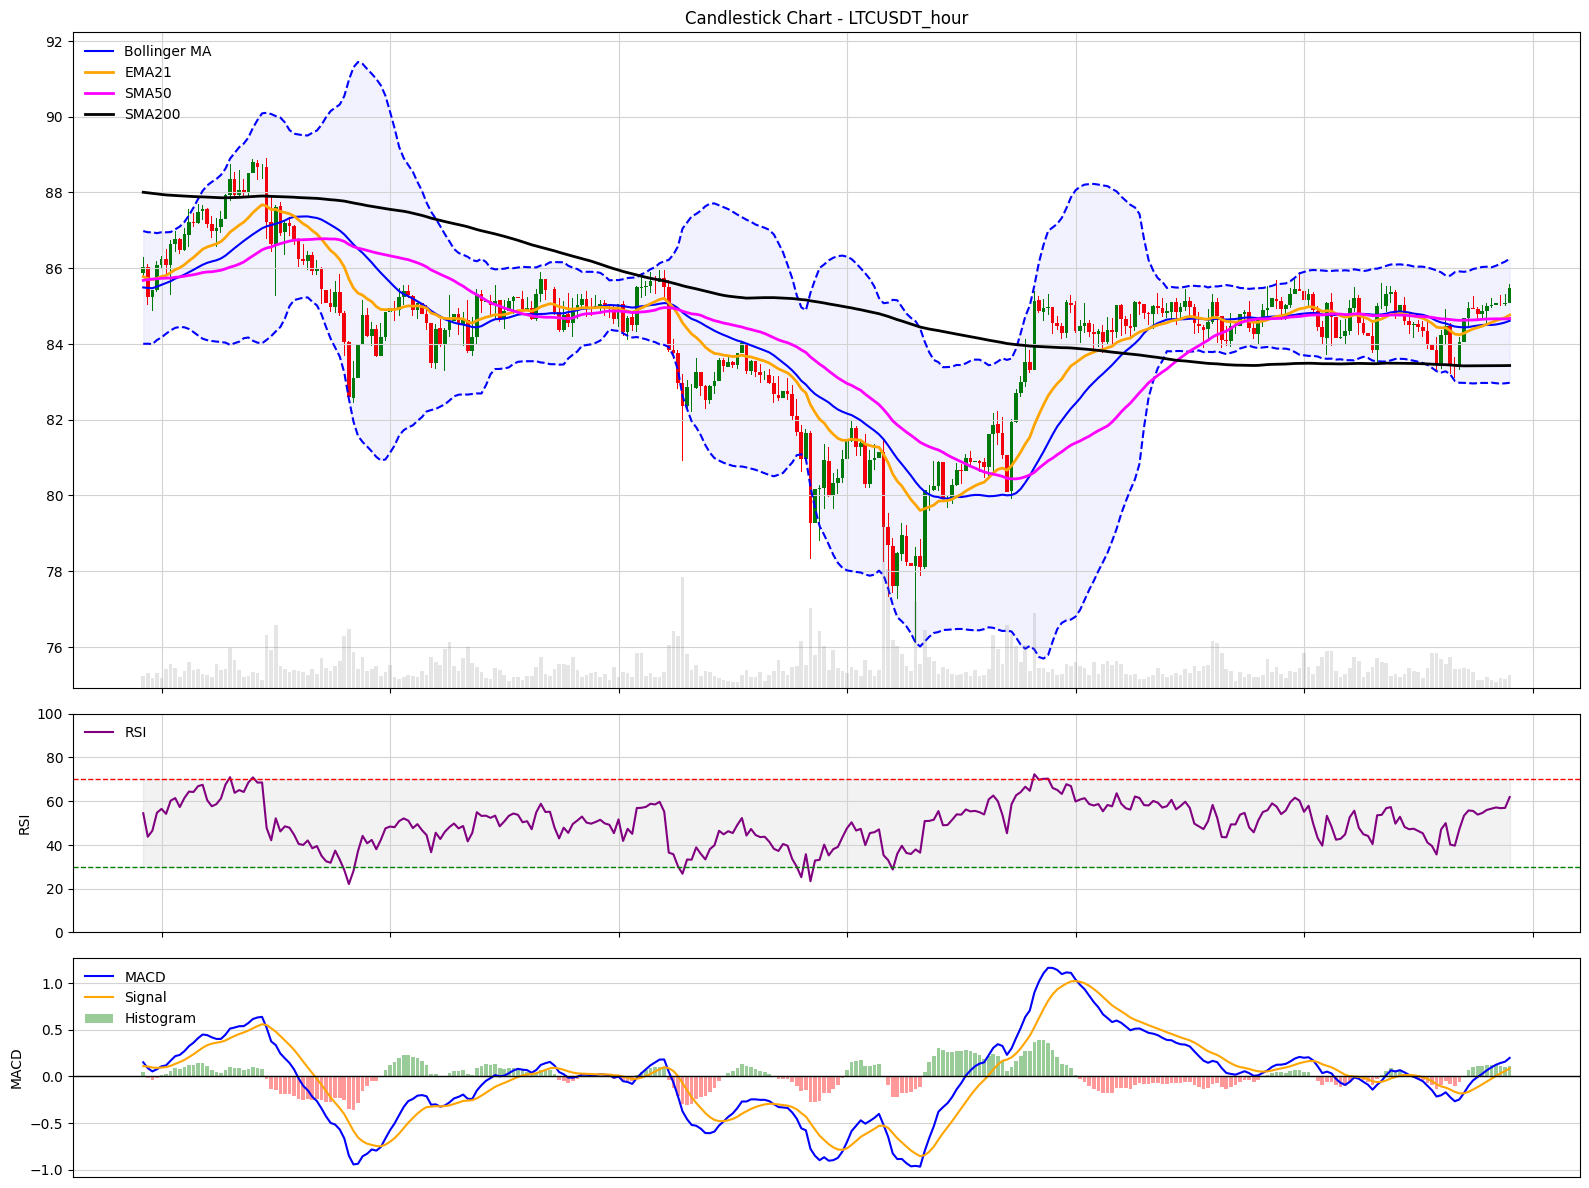 Candlestick Chart - LTCUSDT_hour
92
90
88
86
84
82
80
78
76
Bollinger MA
EMA21
SMA50
SMA200
100
80
60
40
20
0
RSI
RSI
1.0
0.5
0.0
−0.5
−1.0
MACD
MACD
Signal
Histogram